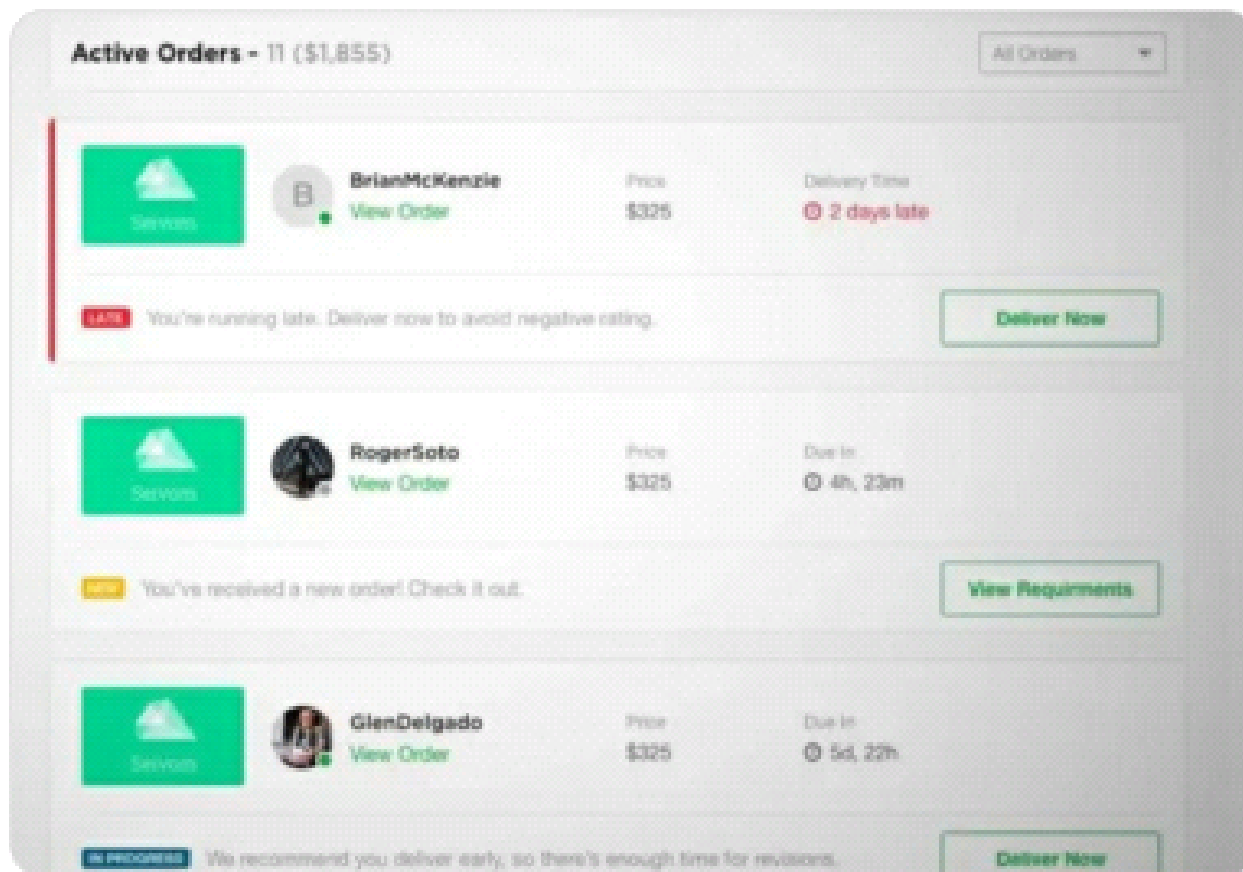 Active Orders - 11 ($1,855)
All Orders
BrianMcKenzie
Price
Delivery Time
View Order
$325
2 days late
LATE
You're running late. Deliver now to avoid negative rating.
Deliver Now
RogerSoto
Price
Due In
View Order
$325
4h, 23m
NEW
You've received a new order! Check it out.
View Requirments
GlenDelgado
Price
Due In
View Order
$325
5d, 22h
IN PROGRESS
We recommend you deliver early, so there's enough time for revisions.
Deliver Now